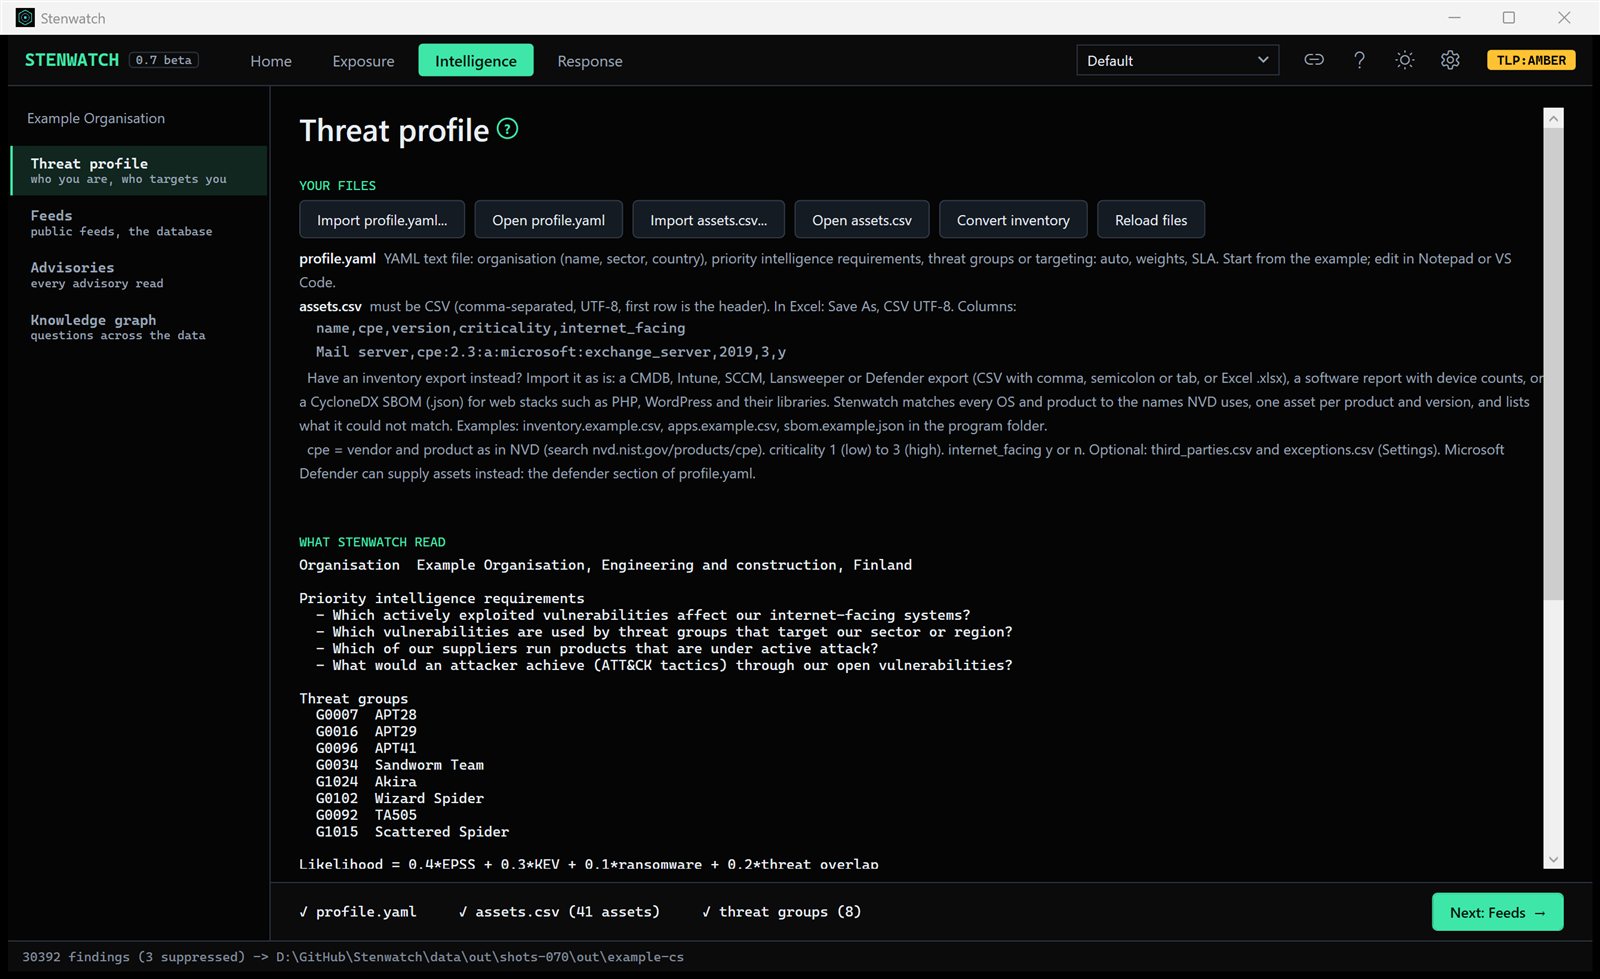 Stenwatch
STENWATCH 0.7 beta Home Exposure Intelligence Response Default ? TLP:AMBER
Example Organisation
Threat profile
who you are, who targets you
Feeds
public feeds, the database
Advisories
every advisory read
Knowledge graph
questions across the data
Threat profile ?
YOUR FILES
Import profile.yaml... Open profile.yaml Import assets.csv... Open assets.csv Convert inventory Reload files
profile.yaml YAML text file: organisation (name, sector, country), priority intelligence requirements, threat groups or targeting: auto, weights, SLA. Start from the example; edit in Notepad or VS
Code.
assets.csv must be CSV (comma-separated, UTF-8, first row is the header). In Excel: Save As, CSV UTF-8. Columns:
name,cpe,version,criticality,internet_facing
Mail server,cpe:2.3:a:microsoft:exchange_server,2019,3,y
Have an inventory export instead? Import it as is: a CMDB, Intune, SCCM, Lansweeper or Defender export (CSV with comma, semicolon or tab, or Excel .xlsx), a software report with device counts, or
a CycloneDX SBOM (.json) for web stacks such as PHP, WordPress and their libraries. Stenwatch matches every OS and product to the names NVD uses, one asset per product and version, and lists
what it could not match. Examples: inventory.example.csv, apps.example.csv, sbom.example.json in the program folder.
cpe = vendor and product as in NVD (search nvd.nist.gov/products/cpe). criticality 1 (low) to 3 (high). internet_facing y or n. Optional: third_parties.csv and exceptions.csv (Settings). Microsoft
Defender can supply assets instead: the defender section of profile.yaml.
WHAT STENWATCH READ
Organisation Example Organisation, Engineering and construction, Finland
Priority intelligence requirements
- Which actively exploited vulnerabilities affect our internet-facing systems?
- Which vulnerabilities are used by threat groups that target our sector or region?
- Which of our suppliers run products that are under active attack?
- What would an attacker achieve (ATT&CK tactics) through our open vulnerabilities?
Threat groups
G0007 APT28
G0016 APT29
G0096 APT41
G0034 Sandworm Team
G1024 Akira
G0102 Wizard Spider
G0092 TA505
G1015 Scattered Spider
Likelihood = 0.4*EPSS + 0.3*KEV + 0.1*ransomware + 0.2*threat overlap
✓ profile.yaml ✓ assets.csv (41 assets) ✓ threat groups (8) Next: Feeds →
30392 findings (3 suppressed) -> D:\GitHub\Stenwatch\data\out\shots-070\out\example-cs